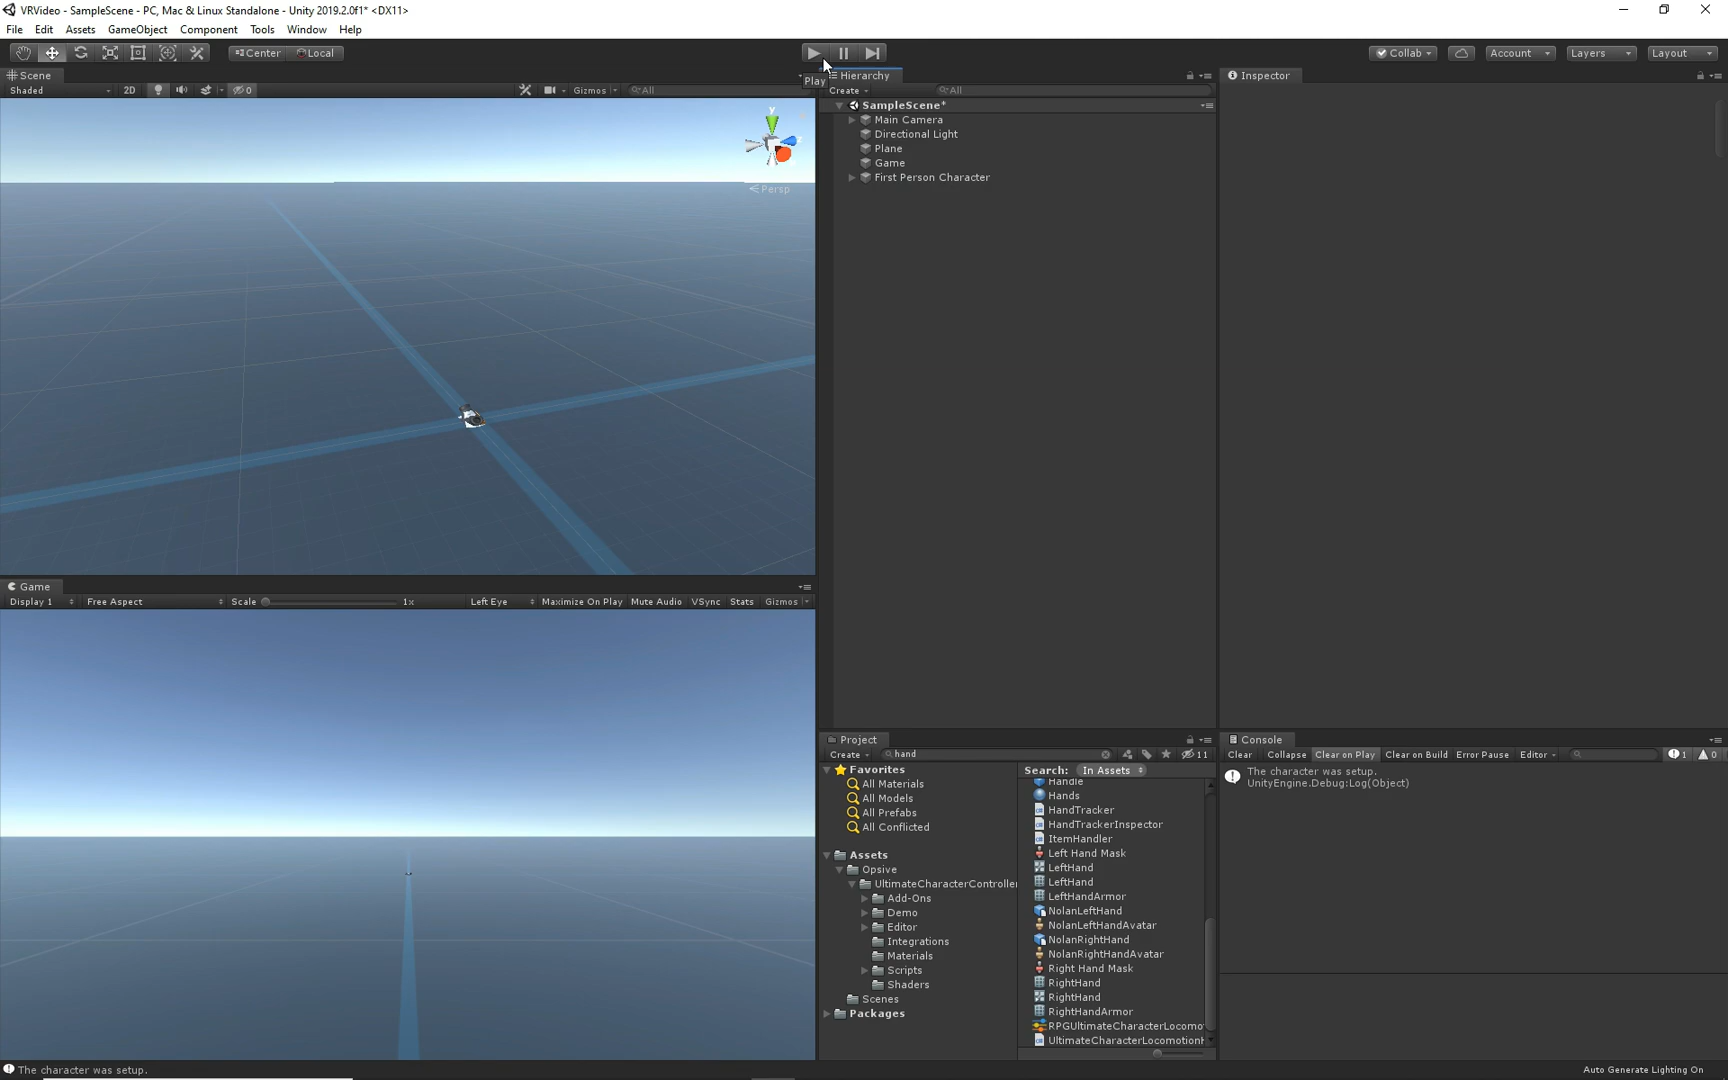 VRVideo - SampleScene - PC, Mac & Linux Standalone - Unity 2019.2.0f1* <DX11>
File Edit Assets GameObject Component Tools Window Help
Center Local
Collab Account Layers Layout
Play
Scene
Shaded 2D 0 Gizmos All
y
Persp
Hierarchy
Create All
SampleScene*
Main Camera
Directional Light
Plane
Game
First Person Character
Inspector
Game
Display 1 Free Aspect Scale 1x Left Eye Maximize On Play Mute Audio VSync Stats Gizmos
Project
Create hand 11
Favorites
All Materials
All Models
All Prefabs
All Conflicted
Assets
Opsive
UltimateCharacterController
Add-Ons
Demo
Editor
Integrations
Materials
Scripts
Shaders
Scenes
Packages
Search: In Assets
Handle
Hands
HandTracker
HandTrackerInspector
ItemHandler
Left Hand Mask
LeftHand
LeftHand
LeftHandArmor
NolanLeftHand
NolanLeftHandAvatar
NolanRightHand
NolanRightHandAvatar
Right Hand Mask
RightHand
RightHand
RightHandArmor
RPGUltimateCharacterLocomo
UltimateCharacterLocomotionH
Console
Clear Collapse Clear on Play Clear on Build Error Pause Editor 1 0
The character was setup.
UnityEngine.Debug:Log(Object)
The character was setup.
Auto Generate Lighting On